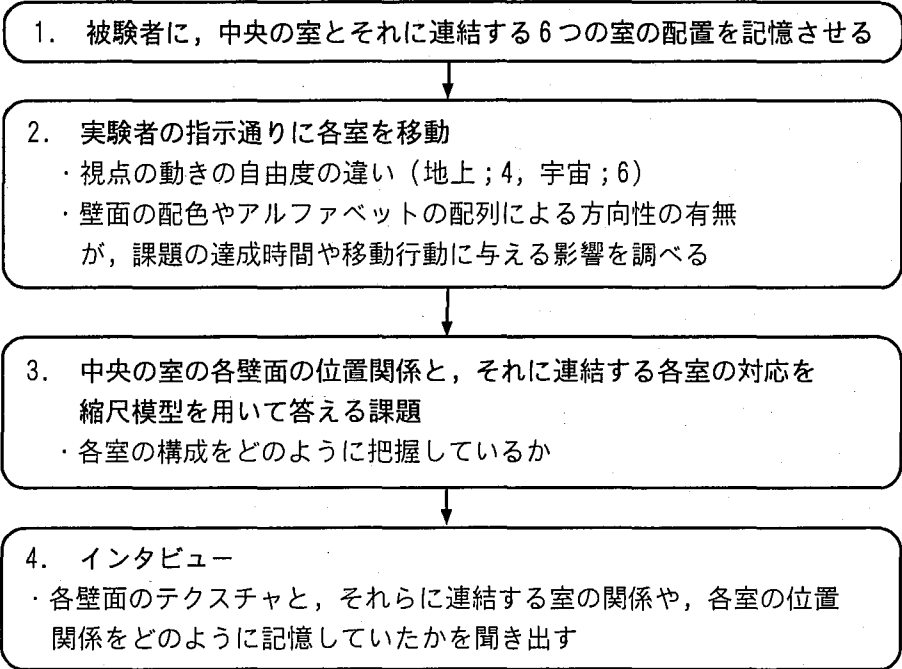 1. 被験者に，中央の室とそれに連結する6つの室の配置を記憶させる
2. 実験者の指示通りに各室を移動
・視点の動きの自由度の違い（地上；4，宇宙；6）
・壁面の配色やアルファベットの配列による方向性の有無
が，課題の達成時間や移動行動に与える影響を調べる
3. 中央の室の各壁面の位置関係と，それに連結する各室の対応を
縮尺模型を用いて答える課題
・各室の構成をどのように把握しているか
4. インタビュー
・各壁面のテクスチャと，それらに連結する室の関係や，各室の位置
関係をどのように記憶していたかを聞き出す